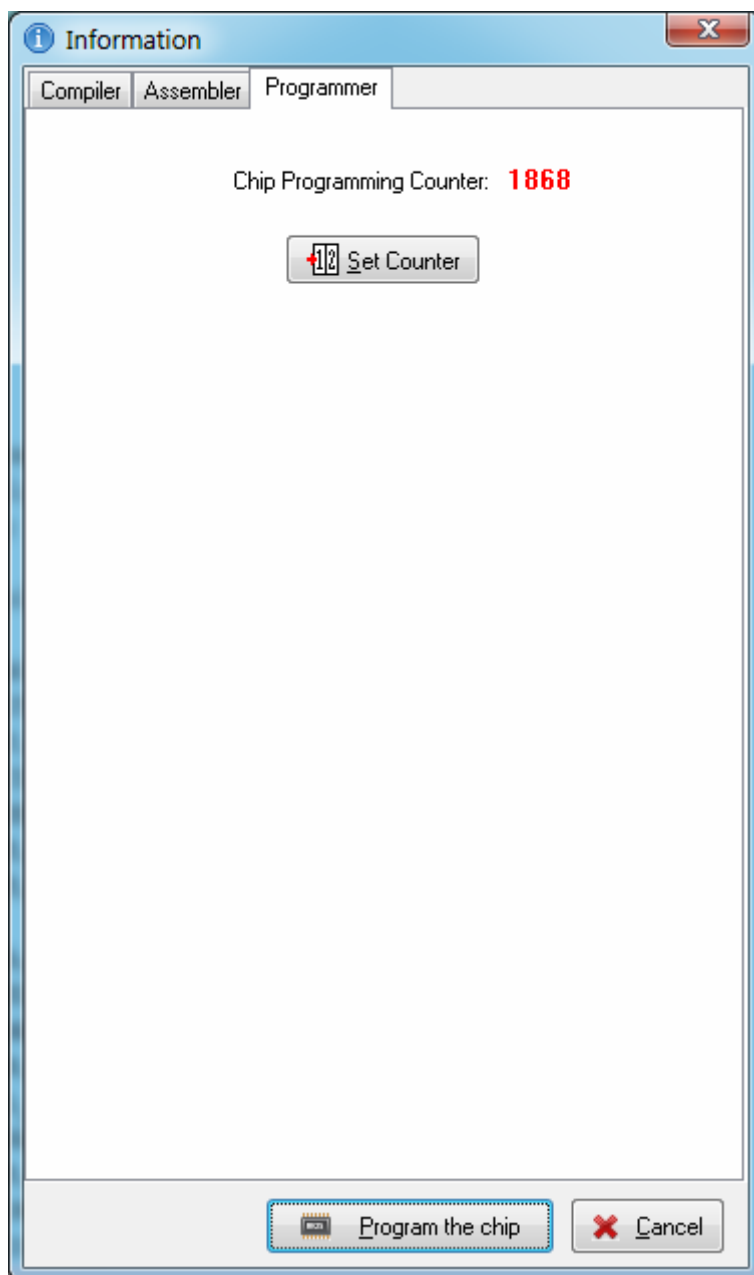 Information
Compiler Assembler Programmer
Chip Programming Counter: 1868
Set Counter
Program the chip Cancel